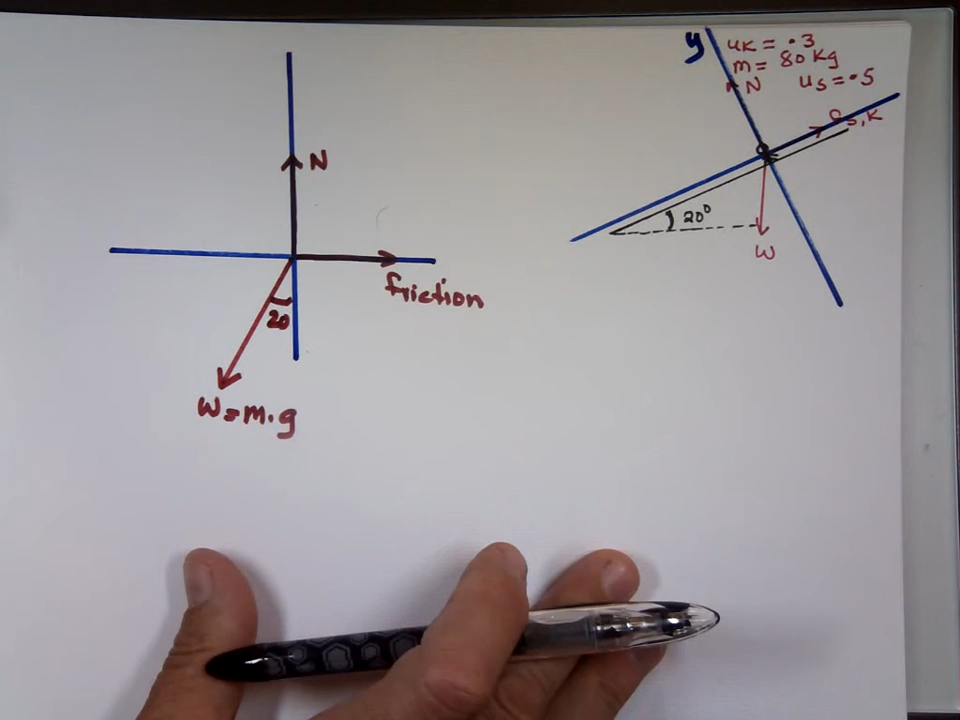 N
friction
20
W=m.g
y
uk = .3
m= 80 kg
N
us=.5
s,k
20°
W